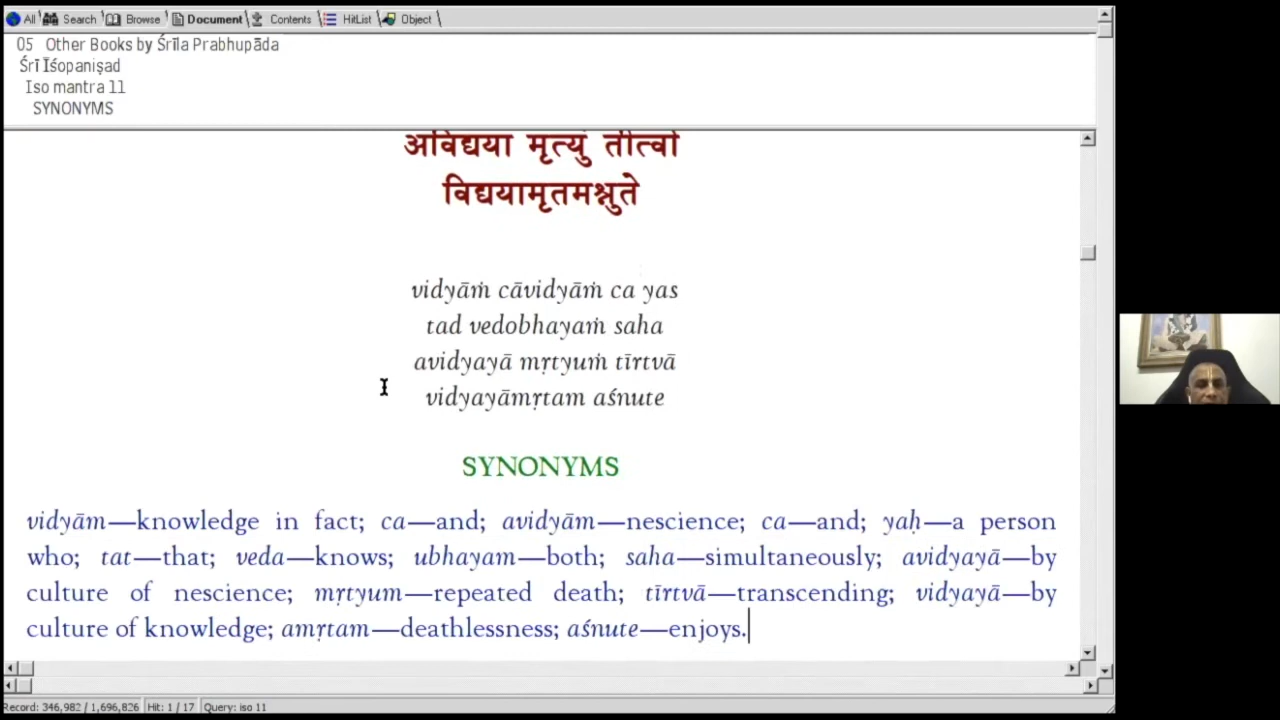 All Search Browse Document Contents HitList Object
05 Other Books by Śrīla Prabhupāda
Śrī Īśopaniṣad
Iso mantra 11
SYNONYMS
अविद्यया मृत्युं तीर्त्वा
विद्ययामृतमश्नुते
vidyāṁ cāvidyāṁ ca yas
tad vedobhayaṁ saha
avidyayā mṛtyuṁ tīrtvā
vidyayāmṛtam aśnute
SYNONYMS
vidyām—knowledge in fact; ca—and; avidyām—nescience; ca—and; yaḥ—a person
who; tat—that; veda—knows; ubhayam—both; saha—simultaneously; avidyayā—by
culture of nescience; mṛtyum—repeated death; tīrtvā—transcending; vidyayā—by
culture of knowledge; amṛtam—deathlessness; aśnute—enjoys.
Record: 346,982 / 1,696,826 Hit: 1 / 17 Query: iso 11